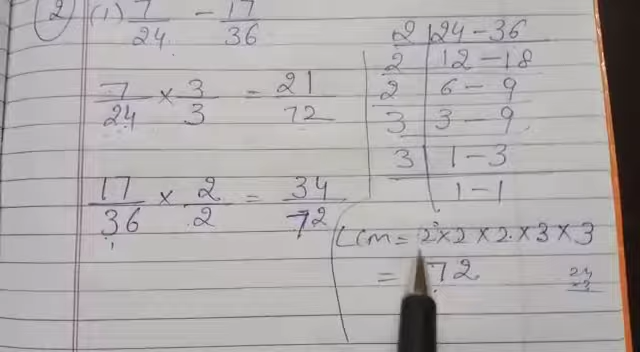 2 (1) 7/24 - 17/36
7/24 × 3/3 = 21/72
17/36 × 2/2 = 34/72
2 | 24 - 36
2 | 12 - 18
2 | 6 - 9
3 | 3 - 9
3 | 1 - 3
1 - 1
LCM = 2×2×2×3×3
= 72
24
×3